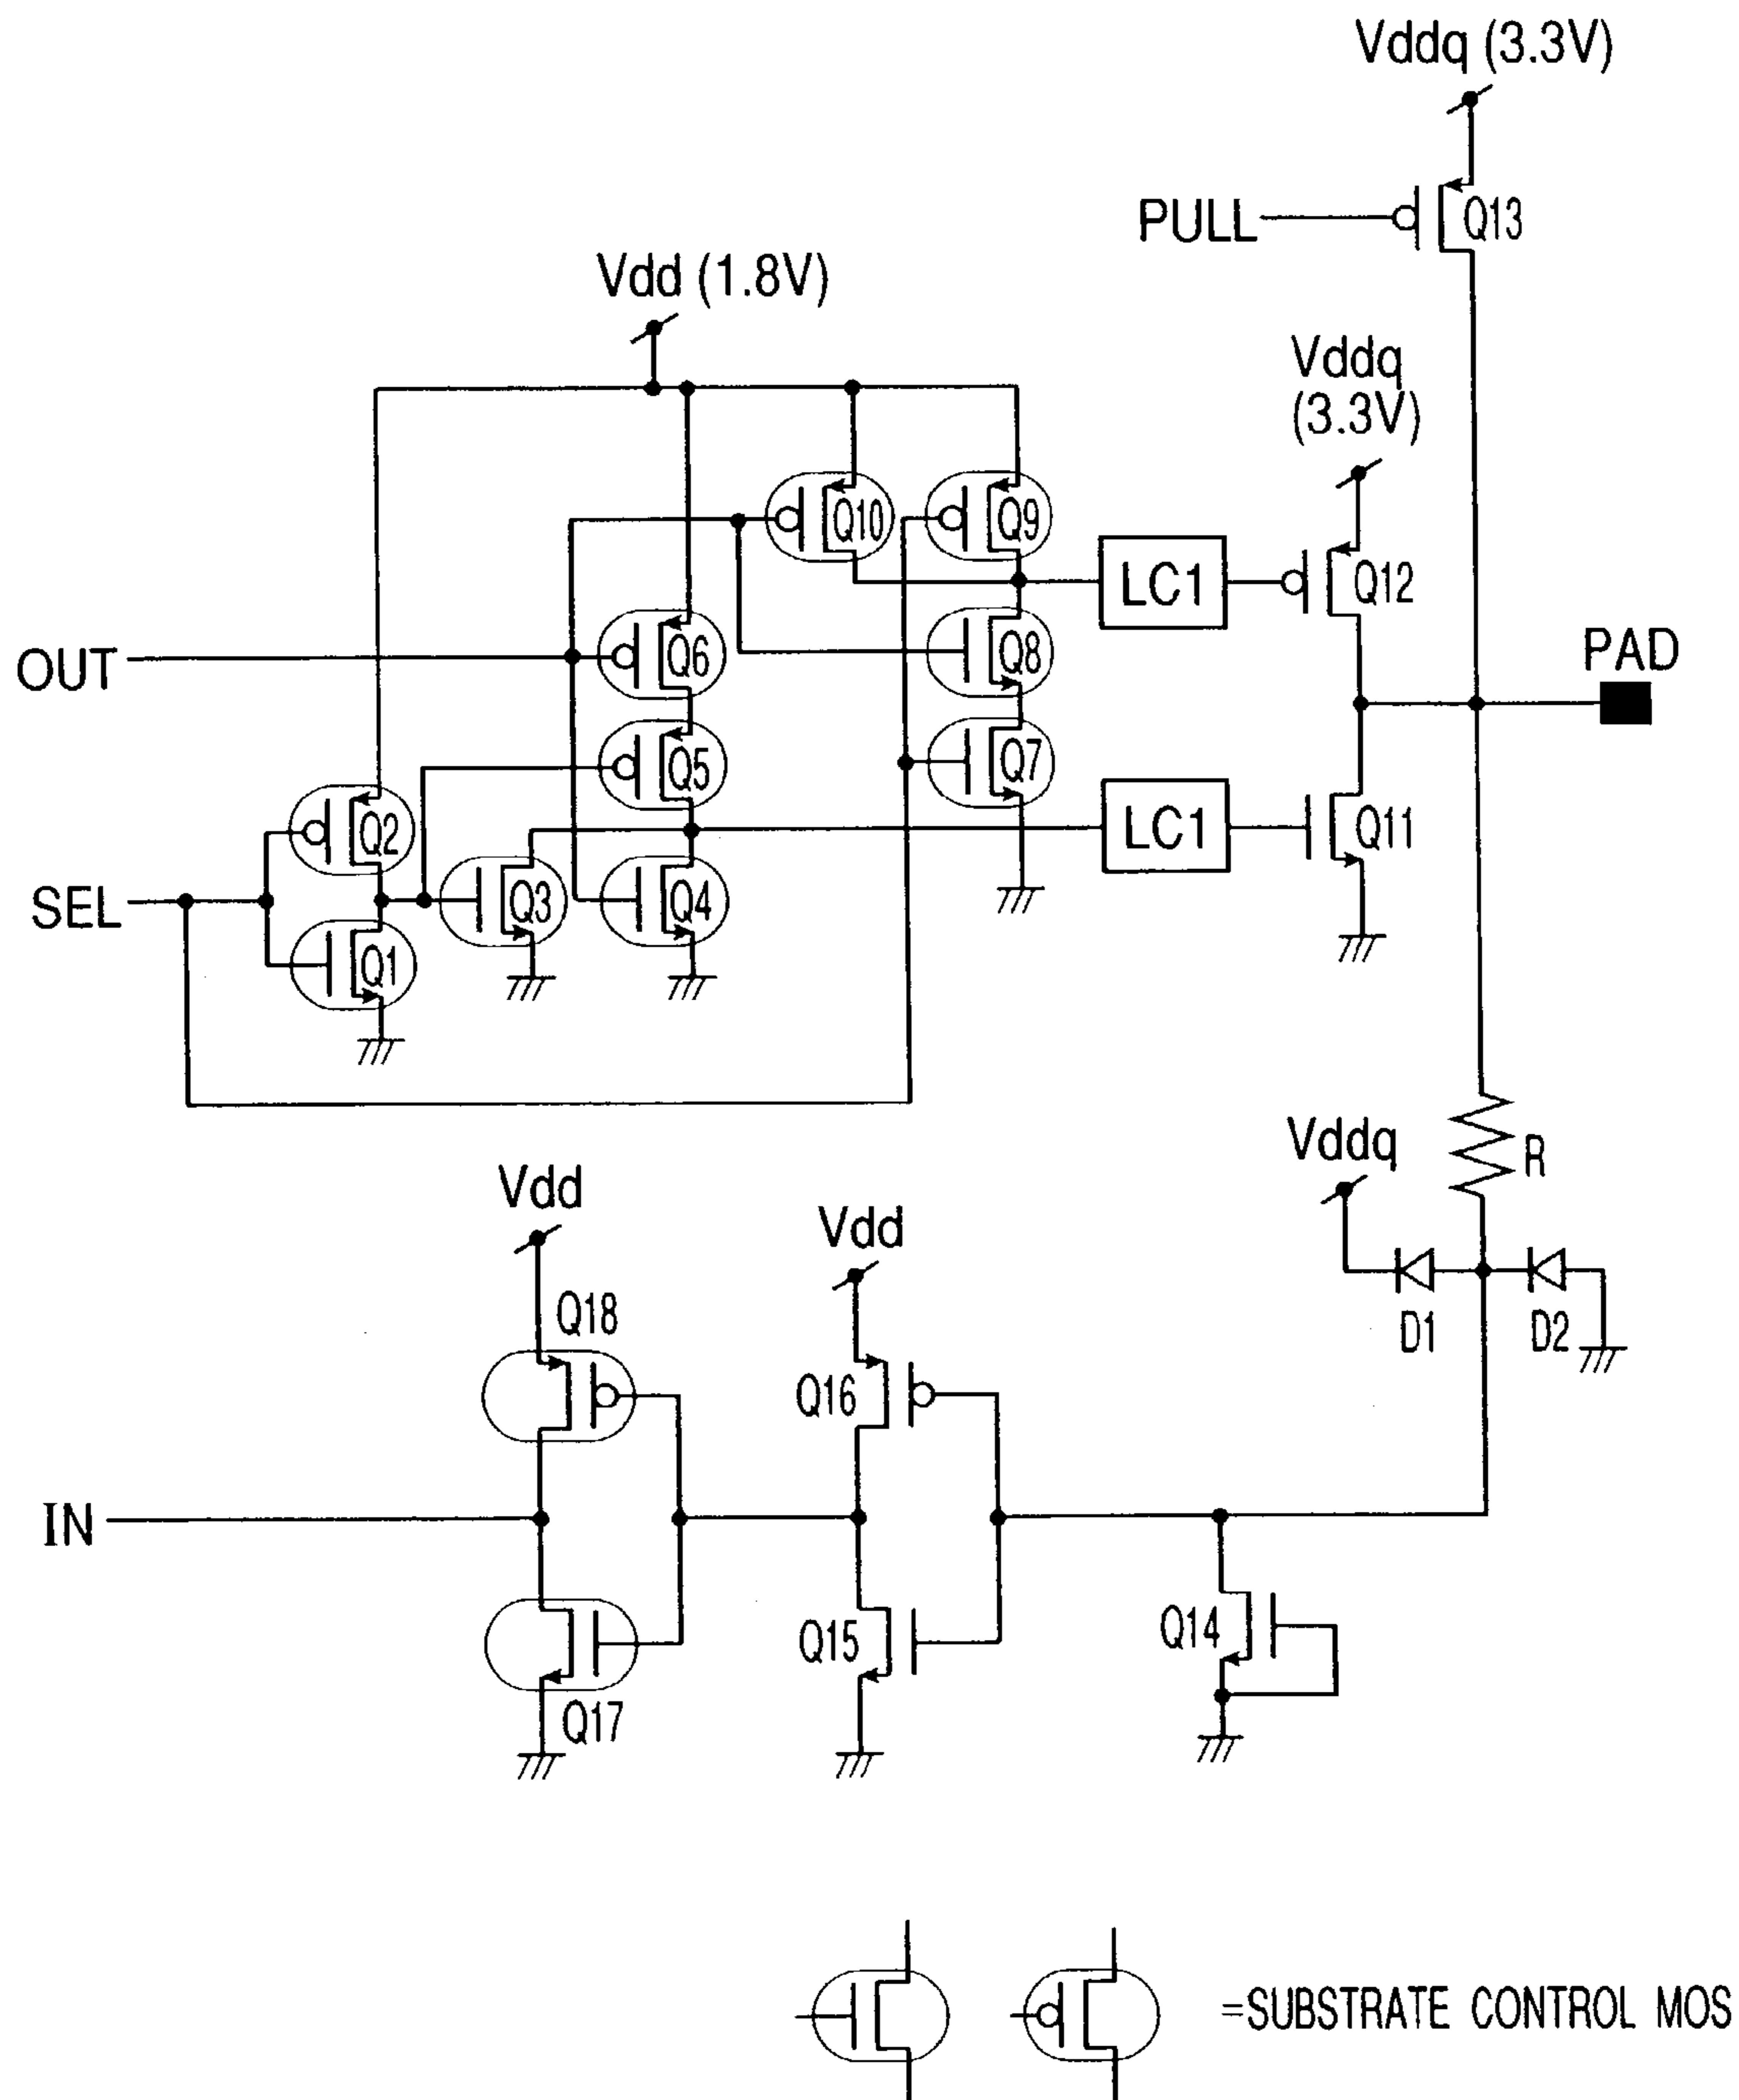 Vddq (3.3V)
PULL
Q13
Vdd (1.8V)
Vddq
(3.3V)
Q10
Q9
LC1
Q12
OUT
Q6
Q8
PAD
Q5
Q7
Q2
LC1
Q11
SEL
Q3
Q4
Q1
Vddq
R
Vdd
Vdd
Q18
D1
D2
Q16
IN
Q15
Q14
Q17
=SUBSTRATE CONTROL MOS